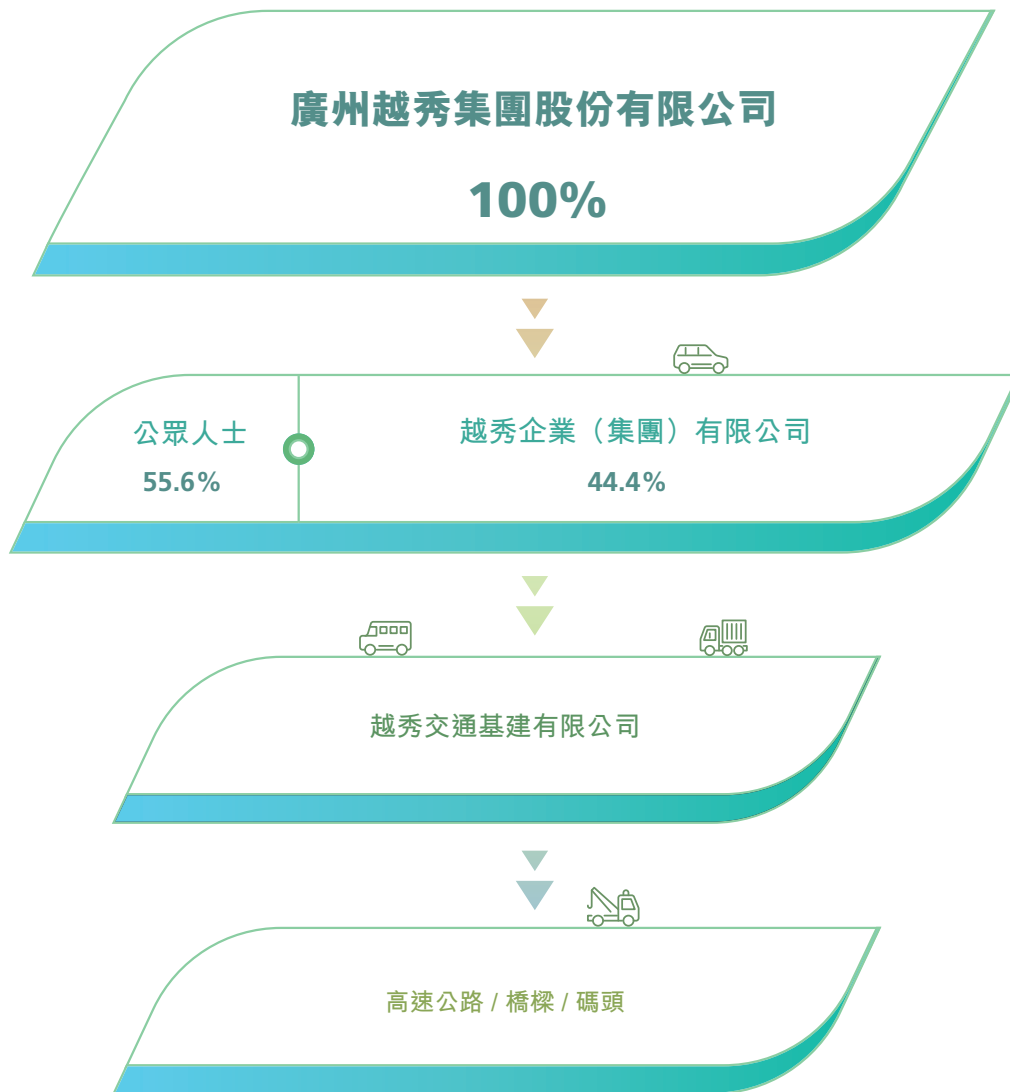 廣州越秀集團股份有限公司
100%
公眾人士
55.6%
越秀企業（集團）有限公司
44.4%
越秀交通基建有限公司
高速公路 / 橋樑 / 碼頭